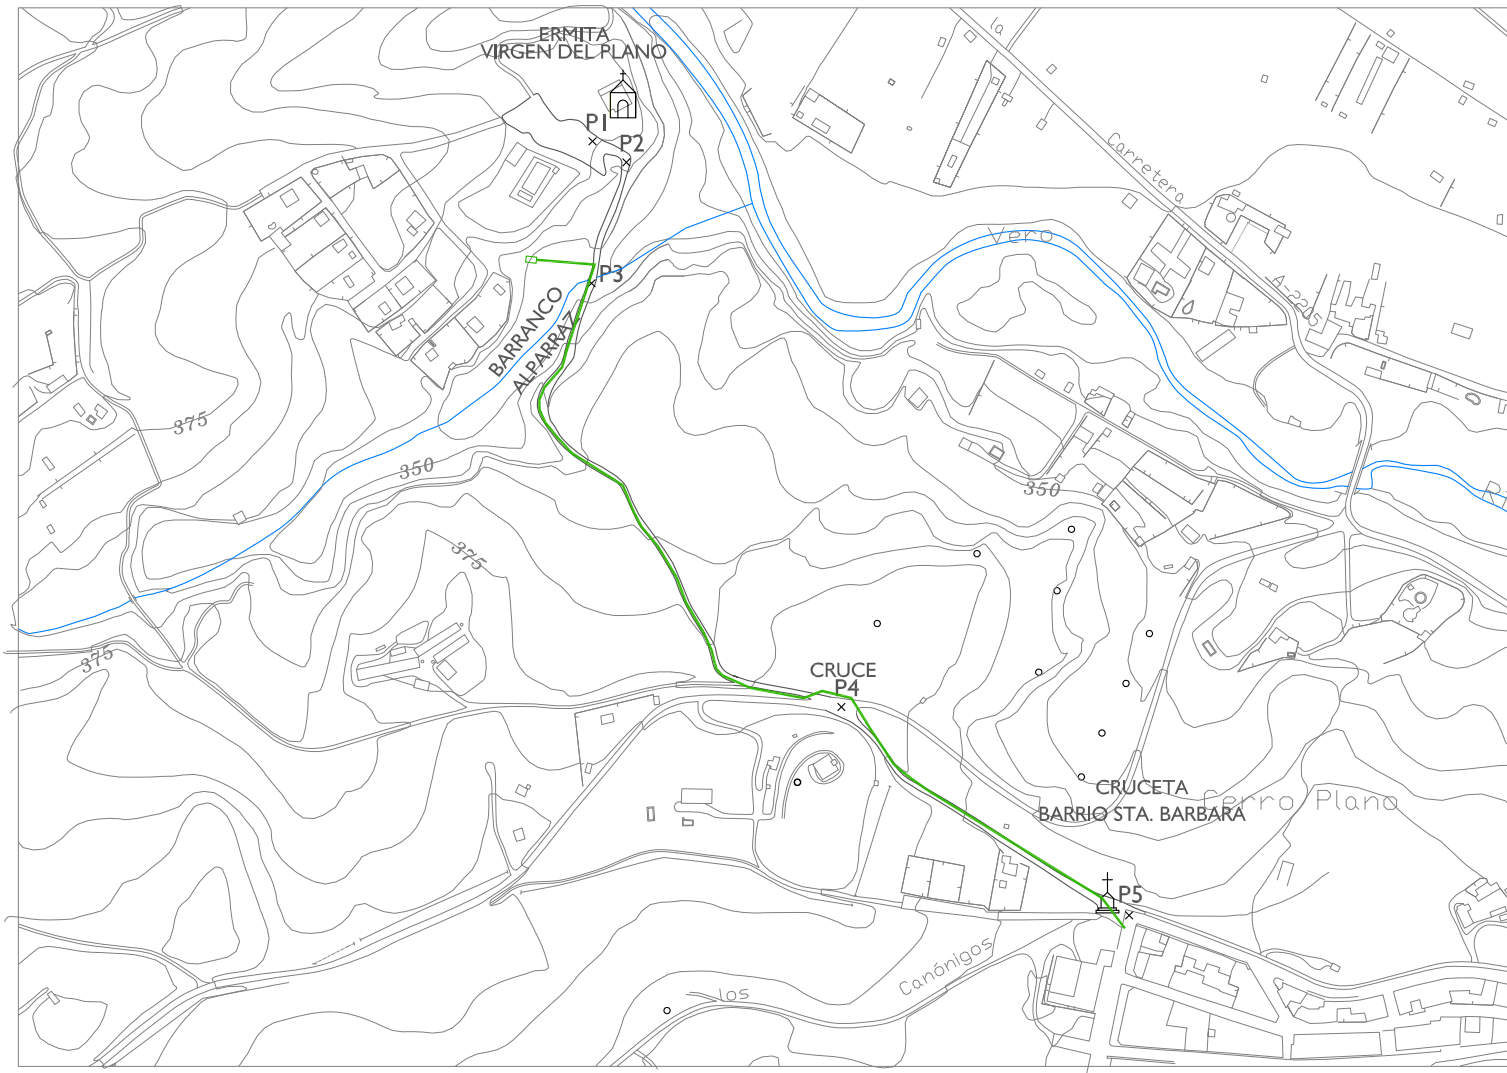 ERMITA
VIRGEN DEL PLANO
la
P1
P2
Carretera
Vero
A-225
P3
BARRANCO
ALPARRAZ
375
350
350
375
375
CRUCE
P4
CRUCETA
BARRIO STA. BARBARA
Cerro Plano
P5
los
Canónigos